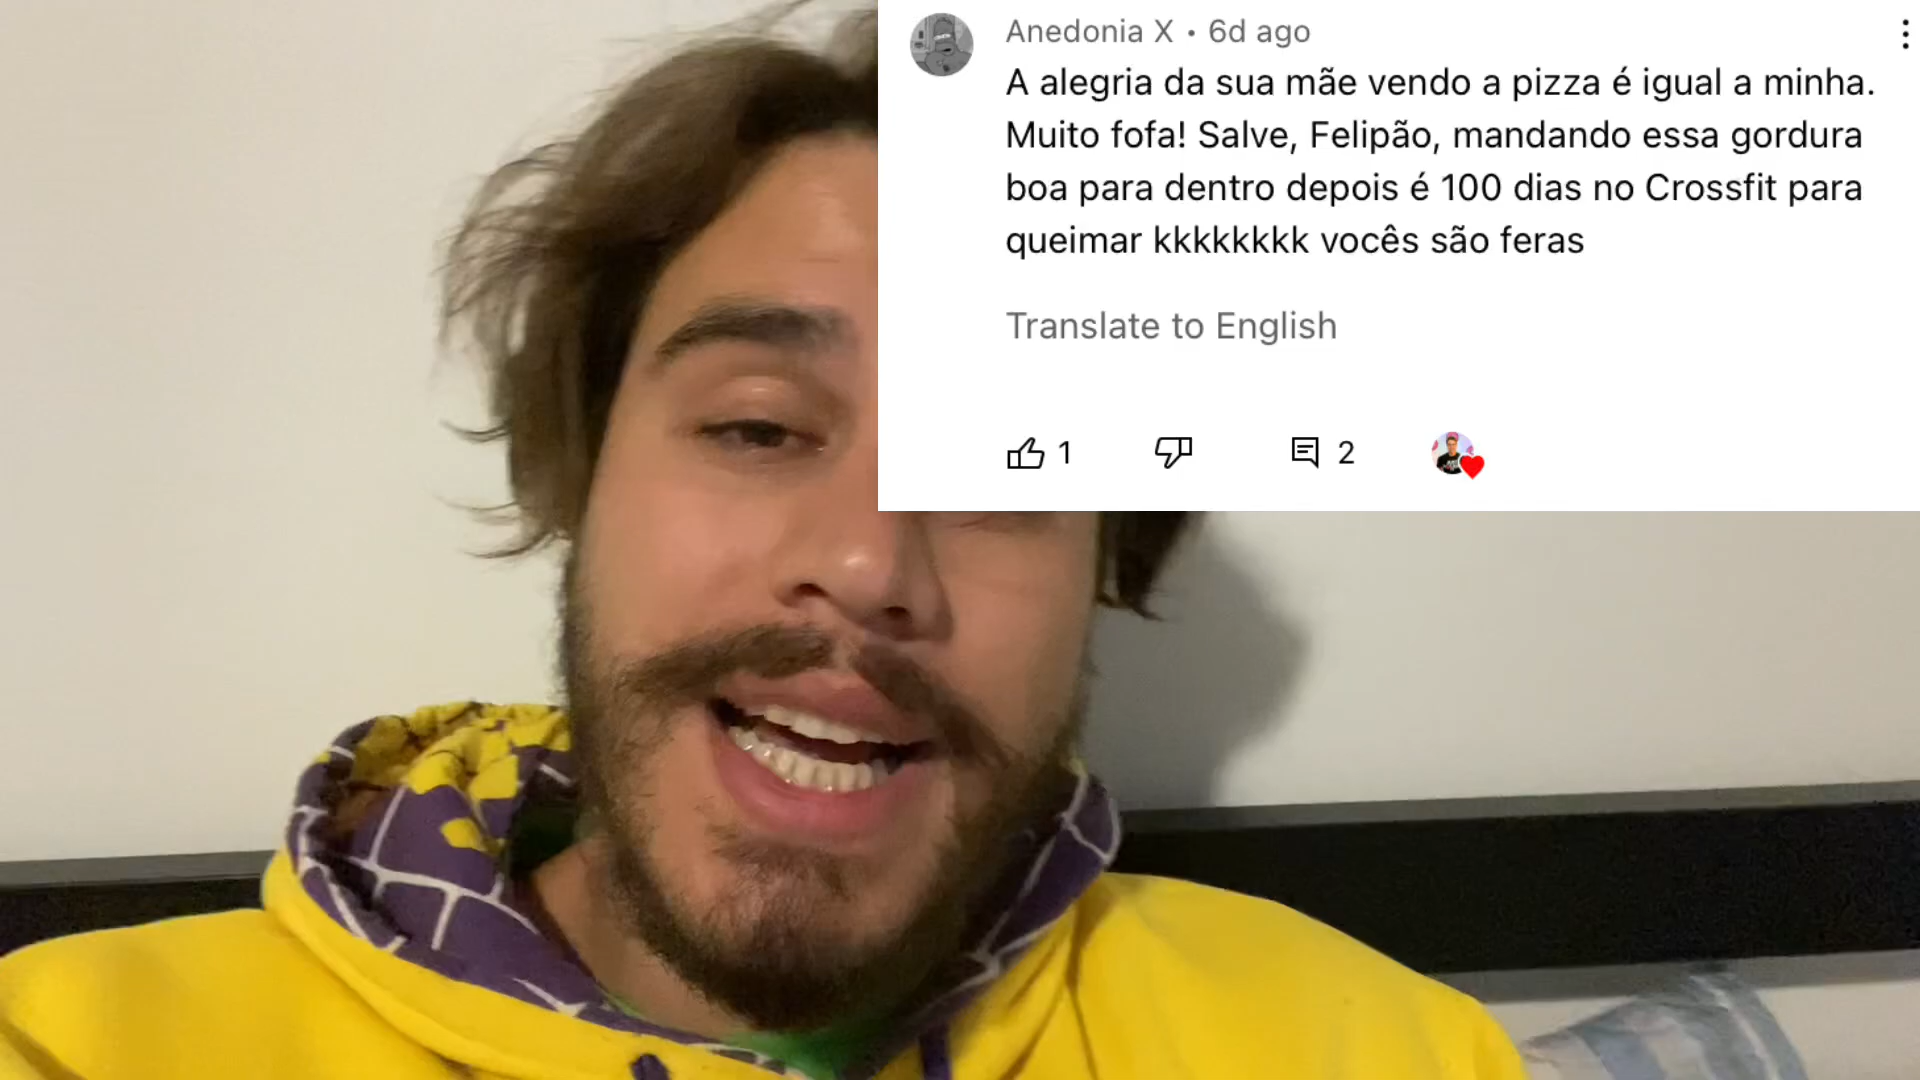 Anedonia X • 6d ago
A alegria da sua mãe vendo a pizza é igual a minha.
Muito fofa! Salve, Felipão, mandando essa gordura
boa para dentro depois é 100 dias no Crossfit para
queimar kkkkkkkk vocês são feras
Translate to English
1
2